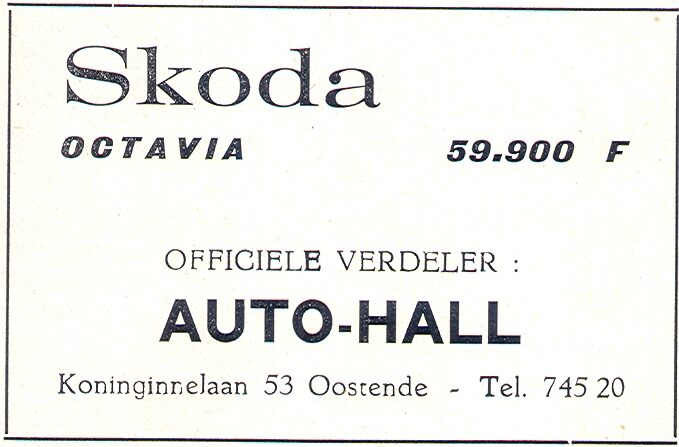 Skoda
OCTAVIA 59.900 F
OFFICIELE VERDELER :
AUTO-HALL
Koninginnelaan 53 Oostende - Tel. 745 20